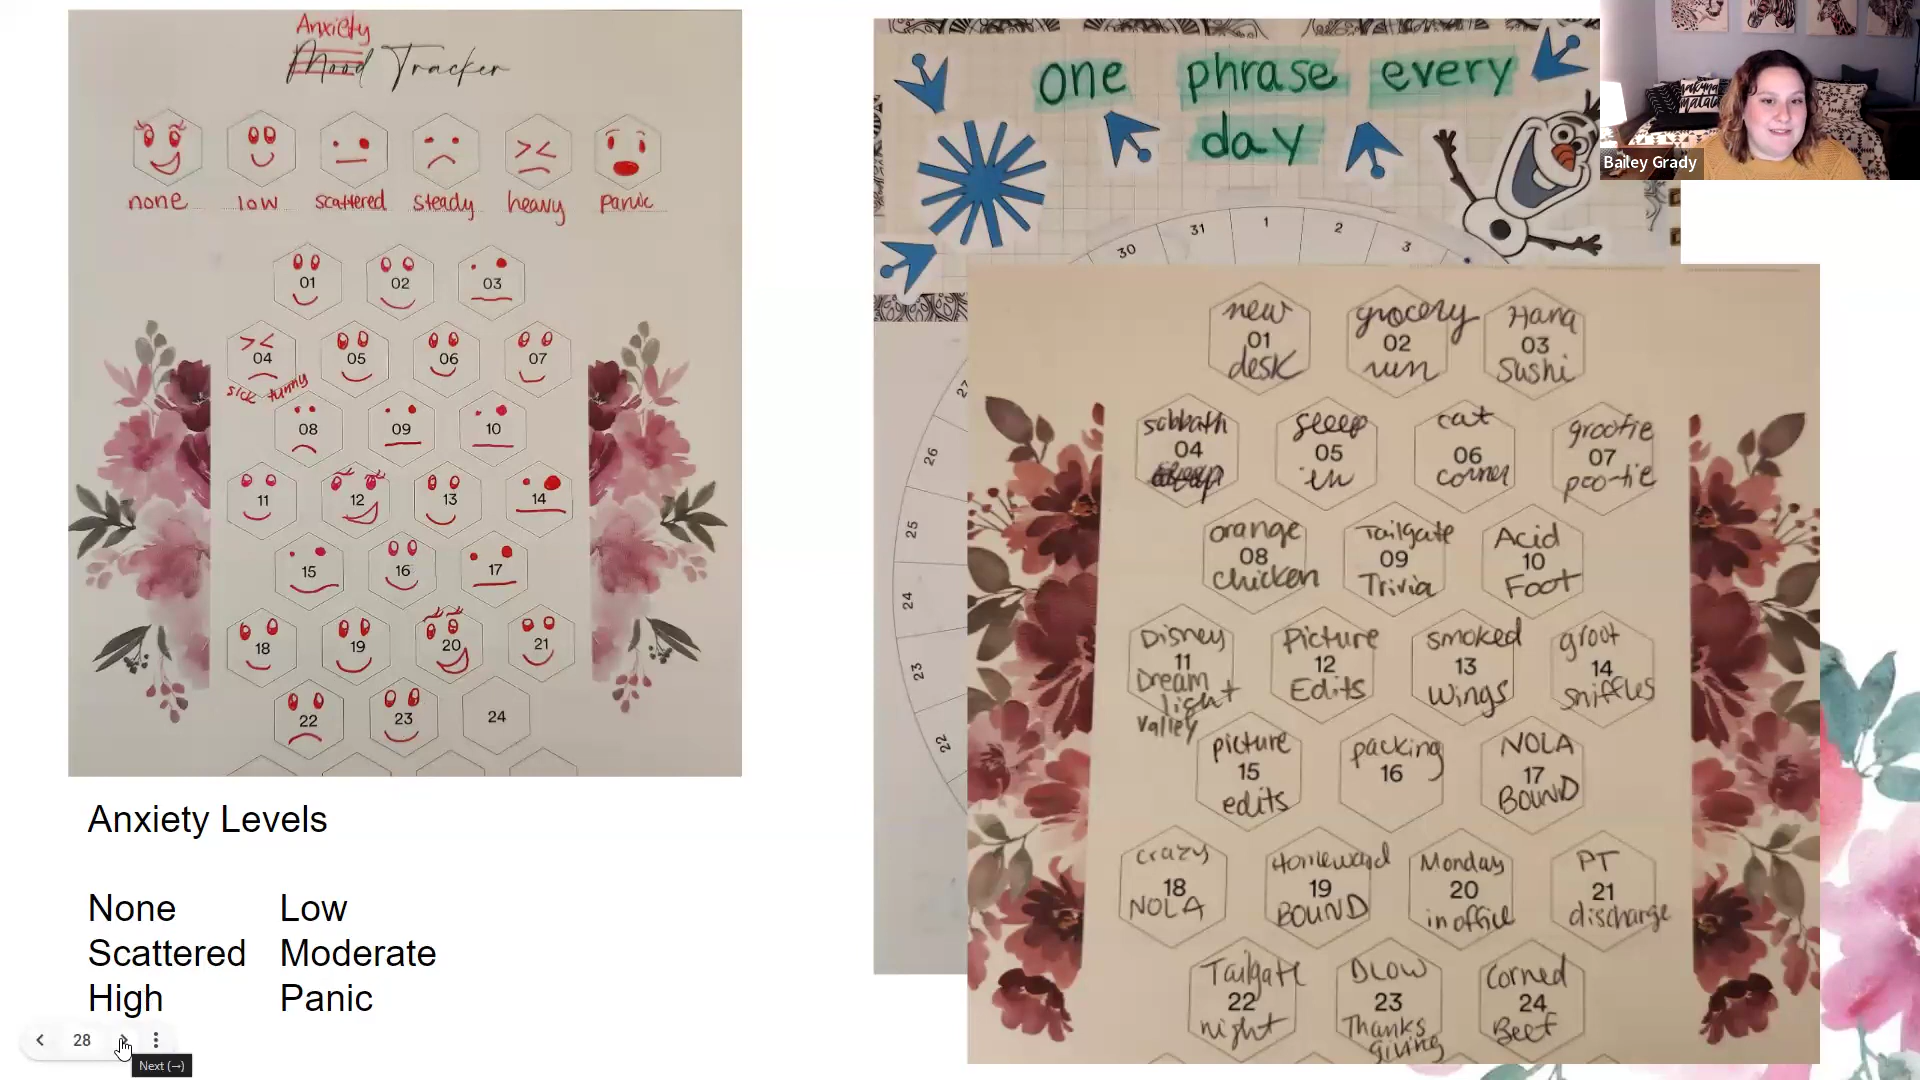 Anxiety
Mood Tracker
none low scattered steady heavy panic
01 02 03
04 05 06 07
sick tummy
08 09 10
11 12 13 14
15 16 17
18 19 20 21
22 23 24
Anxiety Levels
None Low
Scattered Moderate
High Panic
28
Next (→)
one phrase every
day
30 31 1 2 3
27
26
25
24
23
22
new
01
desk
grocery
02
run
Hana
03
Sushi
sabbath
04
sleep
05
in
cat
06
corner
grootie
07
pootie
orange
08
chicken
Tailgate
09
Trivia
Acid
10
Foot
Disney
11
Dream
light
valley
Picture
12
Edits
smoked
13
wings
groot
14
sniffles
picture
15
edits
packing
16
NOLA
17
BOUND
crazy
18
NOLA
Homeward
19
BOUND
Monday
20
in office
PT
21
discharge
Tailgate
22
night
DLOW
23
Thanks
giving
Corned
24
Beef
hakuna
matata
Bailey Grady